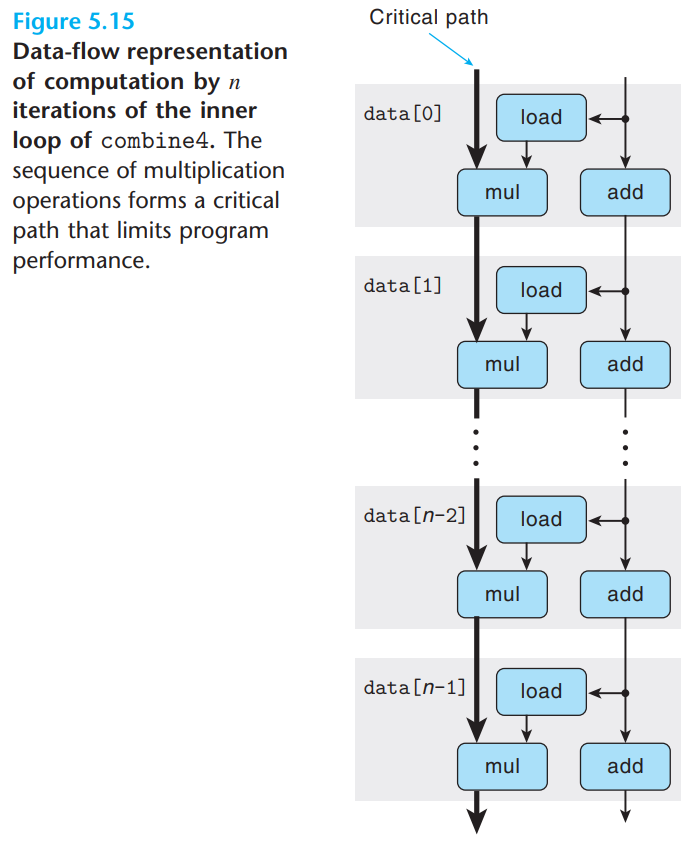 Figure 5.15
Data-flow representation
of computation by n
iterations of the inner
loop of combine4. The
sequence of multiplication
operations forms a critical
path that limits program
performance.
Critical path
data[0]
load
mul
add
data[1]
load
mul
add
data[n-2]
load
mul
add
data[n-1]
load
mul
add